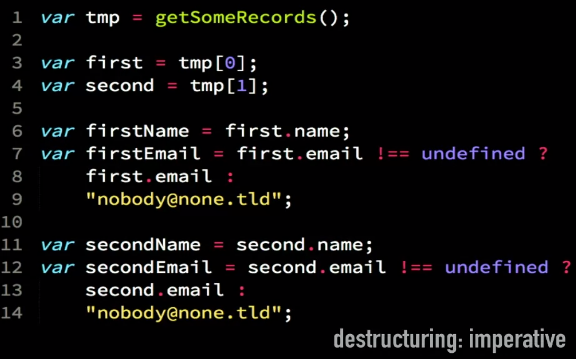 1 var tmp = getSomeRecords();
2
3 var first = tmp[0];
4 var second = tmp[1];
5
6 var firstName = first.name;
7 var firstEmail = first.email !== undefined ?
8     first.email :
9     "nobody@none.tld";
10
11 var secondName = second.name;
12 var secondEmail = second.email !== undefined ?
13     second.email :
14     "nobody@none.tld";
destructuring: imperative